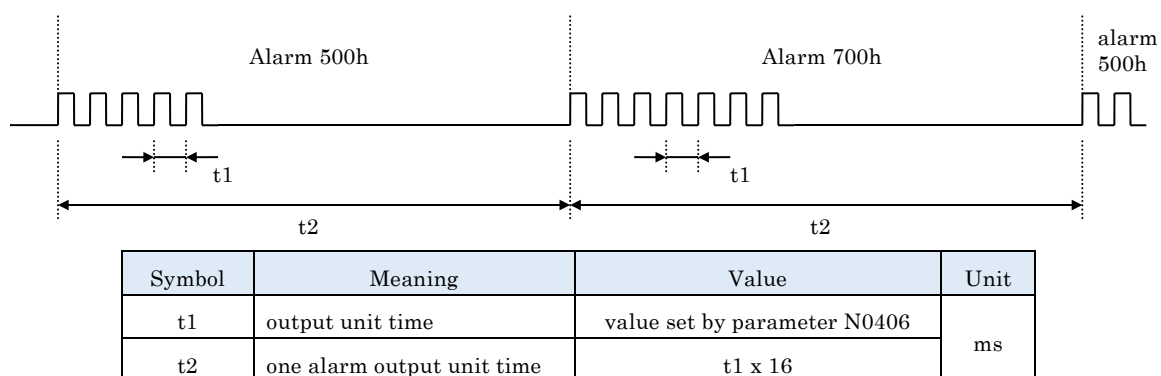 Alarm 500h
Alarm 700h
alarm
500h
t1
t1
t2
t2
Symbol Meaning Value Unit
t1 output unit time value set by parameter N0406 ms
t2 one alarm output unit time t1 x 16